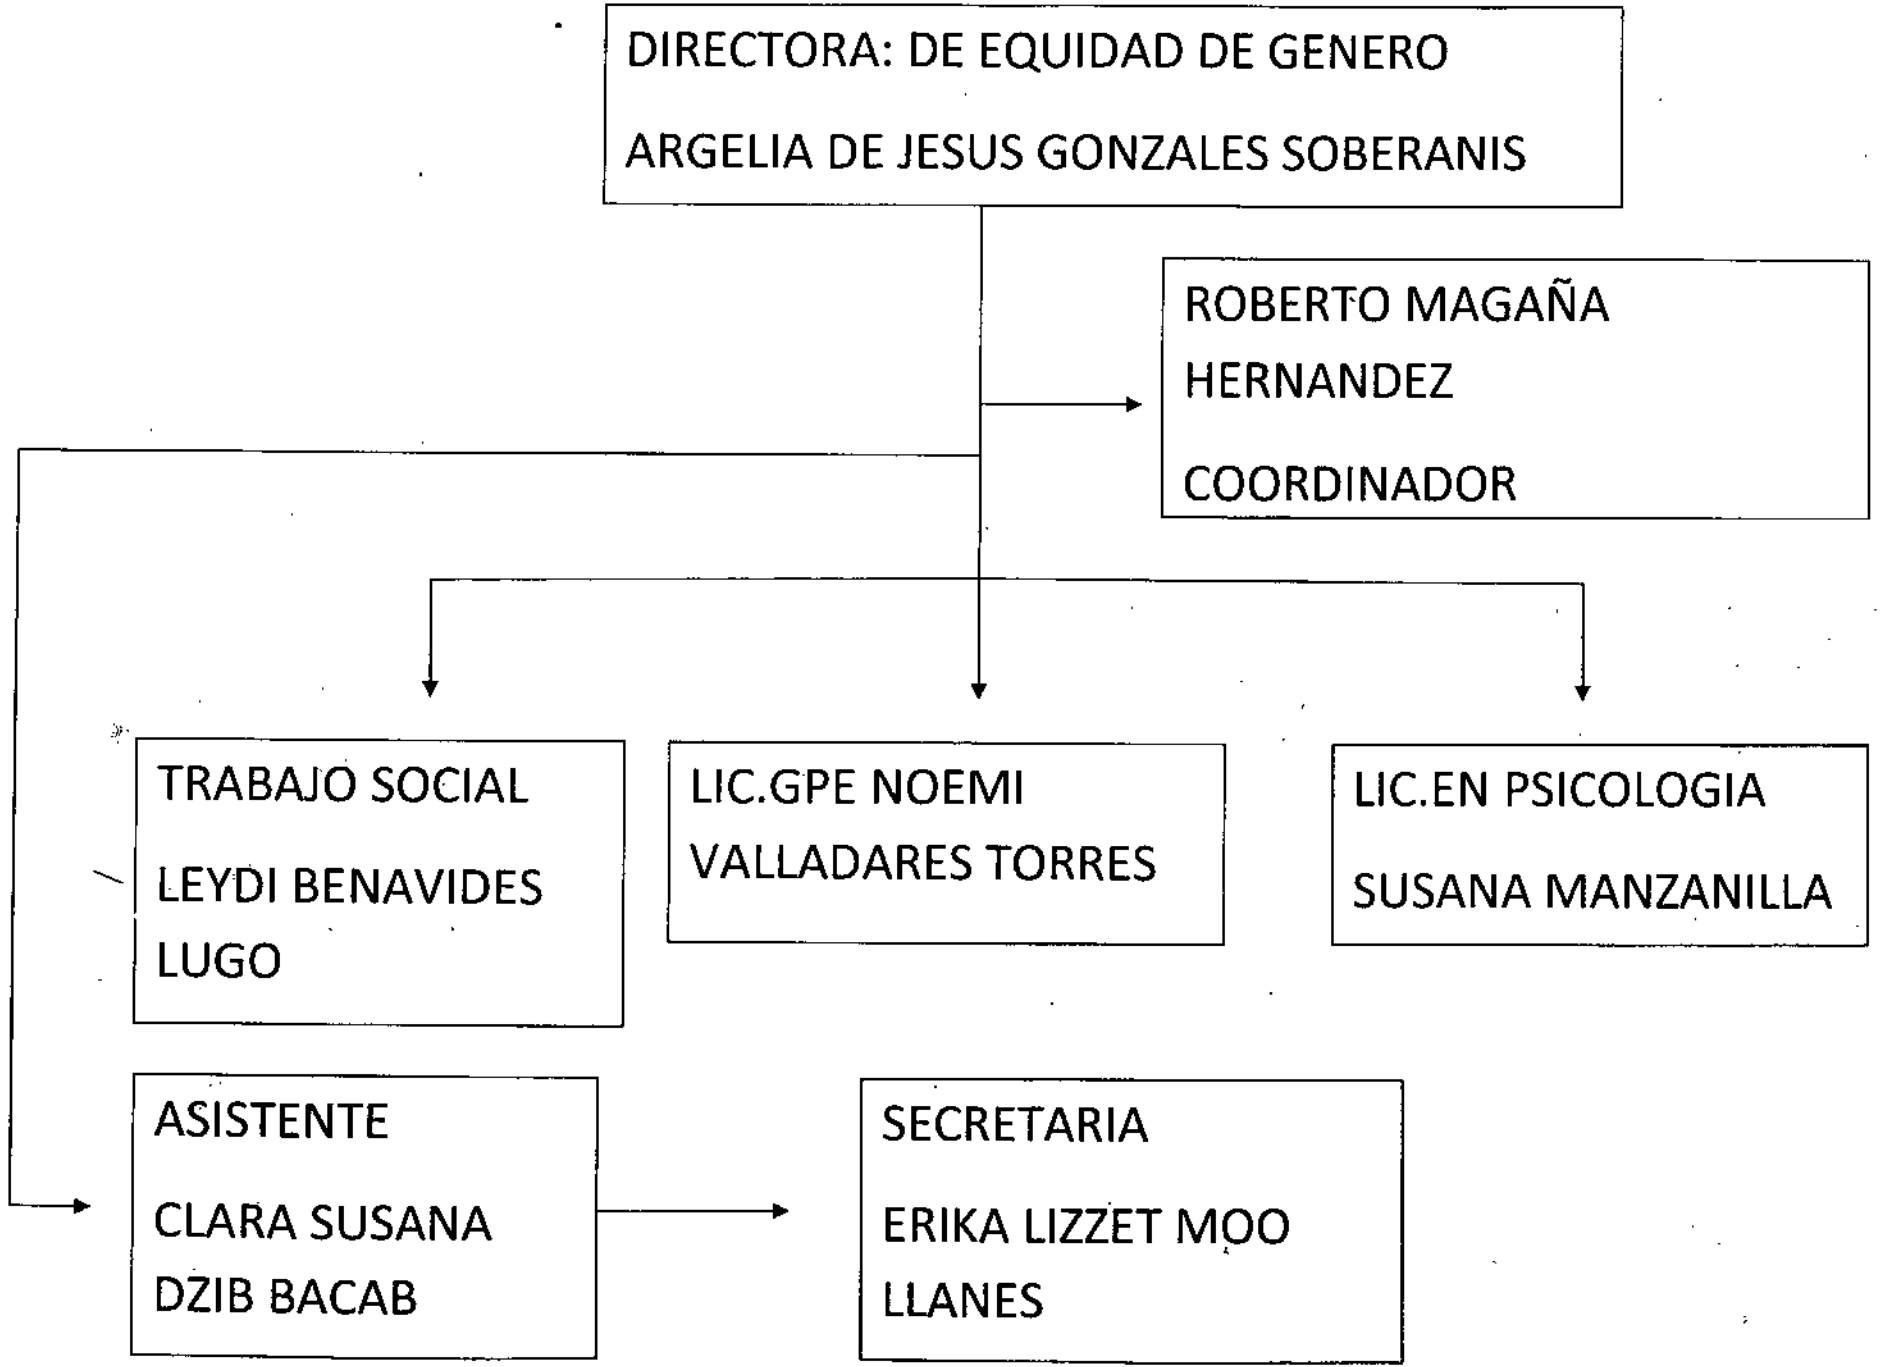 DIRECTORA: DE EQUIDAD DE GENERO
ARGELIA DE JESUS GONZALES SOBERANIS
ROBERTO MAGAÑA
HERNANDEZ
COORDINADOR
TRABAJO SOCIAL
LEYDI BENAVIDES
LUGO
LIC.GPE NOEMI
VALLADARES TORRES
LIC.EN PSICOLOGIA
SUSANA MANZANILLA
ASISTENTE
CLARA SUSANA
DZIB BACAB
SECRETARIA
ERIKA LIZZET MOO
LLANES